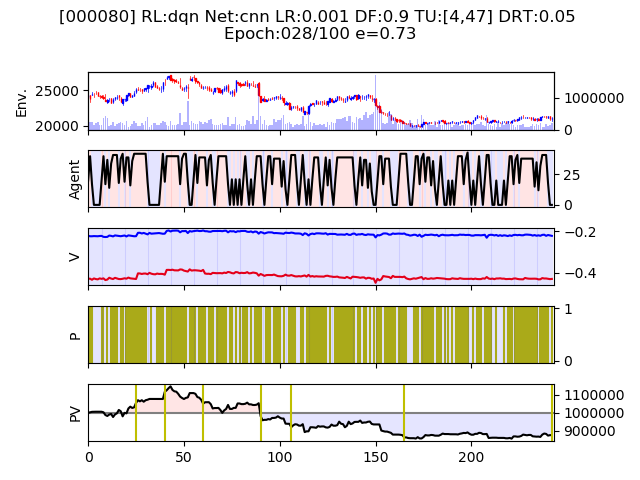 [000080] RL:dqn Net:cnn LR:0.001 DF:0.9 TU:[4,47] DRT:0.05
Epoch:028/100 e=0.73
Env.
25000
20000
1000000
0
Agent
25
0
V
−0.2
−0.4
P
1
0
PV
1100000
1000000
900000
0 50 100 150 200